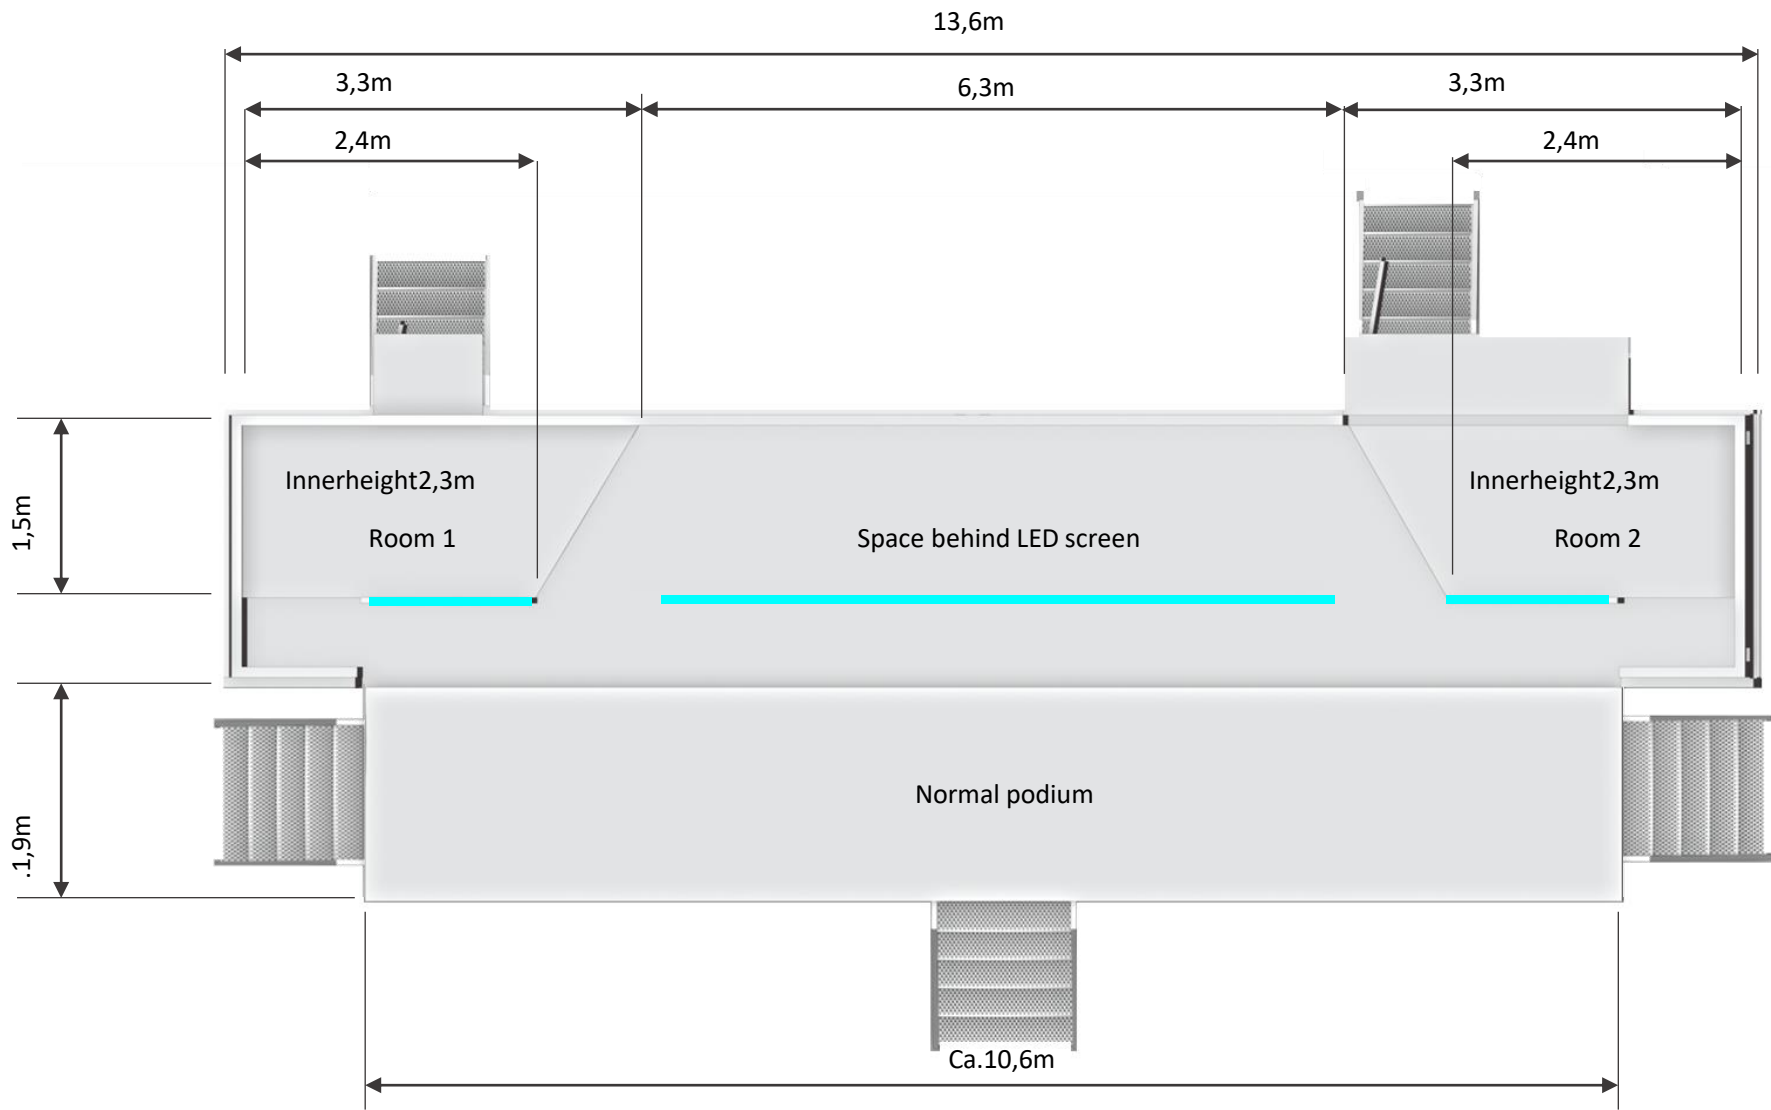 13,6m
3,3m
6,3m
3,3m
2,4m
2,4m
Innerheight2,3m
Innerheight2,3m
1,5m
Room 1
Space behind LED screen
Room 2
Normal podium
.1,9m
Ca.10,6m